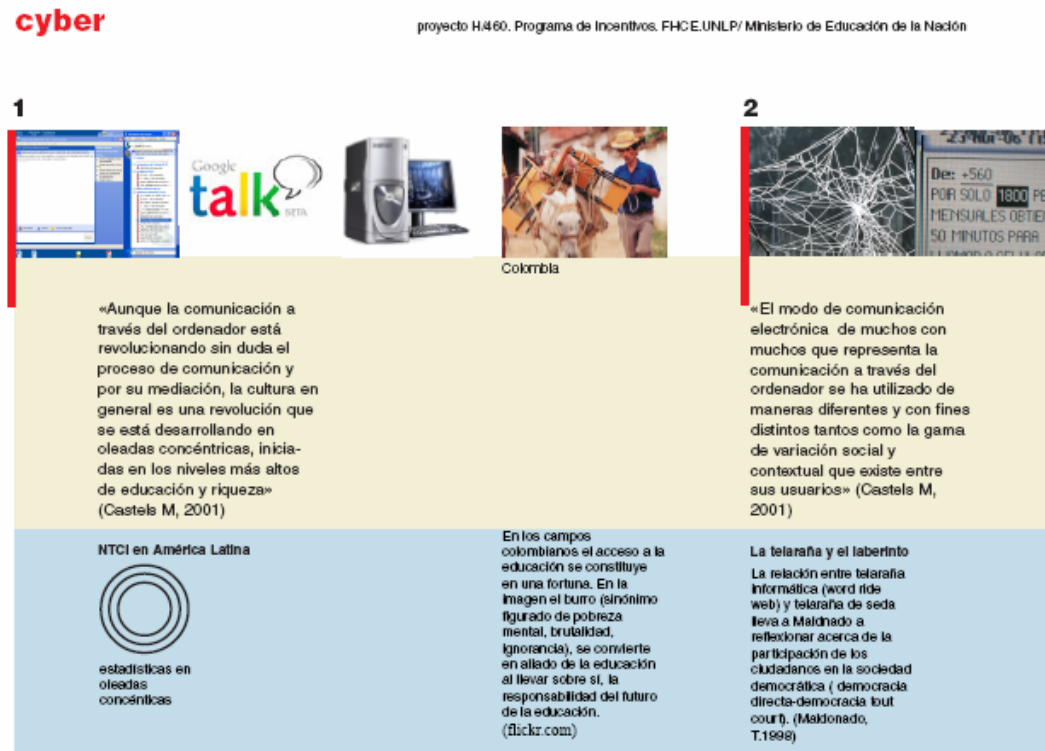 cyber
proyecto H/460. Programa de Incentivos. FHCE.UNLP/ Ministerio de Educación de la Nación
1
Google
talk
BETA
Colombia
«Aunque la comunicación a
través del ordenador está
revolucionando sin duda el
proceso de comunicación y
por su mediación, la cultura en
general es una revolución que
se está desarrollando en
oleadas concéntricas, inicia-
das en los niveles más altos
de educación y riqueza»
(Castels M, 2001)
NTCI en América Latina
estadísticas en
oleadas
concénticas
En los campos
colombianos el acceso a la
educación se constituye
en una fortuna. En la
imagen el burro (sinónimo
figurado de pobreza
mental, brutalidad,
ignorancia), se convierte
en aliado de la educación
al llevar sobre sí, la
responsabilidad del futuro
de la educación.
(flickr.com)
2
De: +560
POR SOLO 1800 PE
MENSUALES OBTIEN
50 MINUTOS PARA
«El modo de comunicación
electrónica de muchos con
muchos que representa la
comunicación a través del
ordenador se ha utilizado de
maneras diferentes y con fines
distintos tantos como la gama
de variación social y
contextual que existe entre
sus usuarios» (Castels M,
2001)
La telaraña y el laberinto
La relación entre telaraña
informática (word ride
web) y telaraña de seda
lleva a Maldnado a
reflexionar acerca de la
participación de los
ciudadanos en la sociedad
democrática ( democracia
directa-democracia tout
court). (Maldonado,
T.1998)